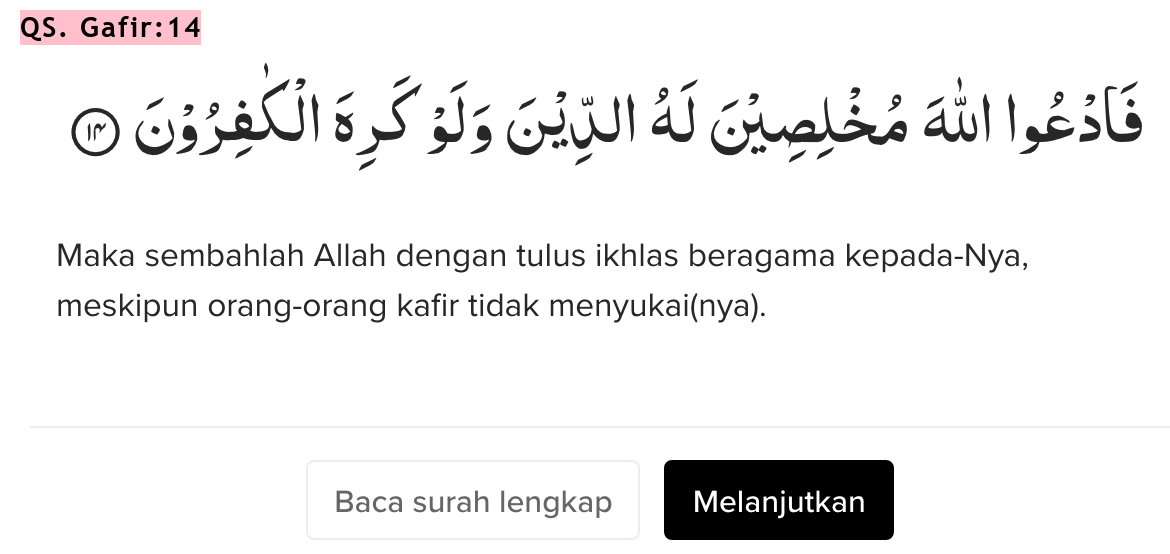 QS. Gafir:14
فَادْعُوا اللّٰهَ مُخْلِصِيْنَ لَهُ الدِّيْنَ وَلَوْ كَرِهَ الْكٰفِرُوْنَ ١٤
Maka sembahlah Allah dengan tulus ikhlas beragama kepada-Nya,
meskipun orang-orang kafir tidak menyukai(nya).
Baca surah lengkap
Melanjutkan